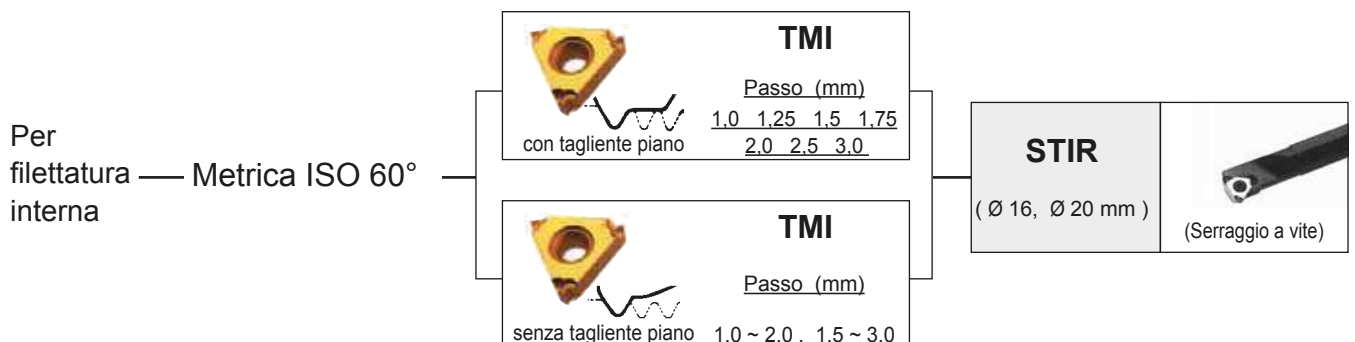 Per
filettatura
interna
Metrica ISO 60°
TMI
Passo (mm)
1,0 1,25 1,5 1,75
2,0 2,5 3,0
con tagliente piano
TMI
Passo (mm)
1,0 ~ 2,0 , 1,5 ~ 3,0
senza tagliente piano
STIR
( Ø 16, Ø 20 mm )
(Serraggio a vite)